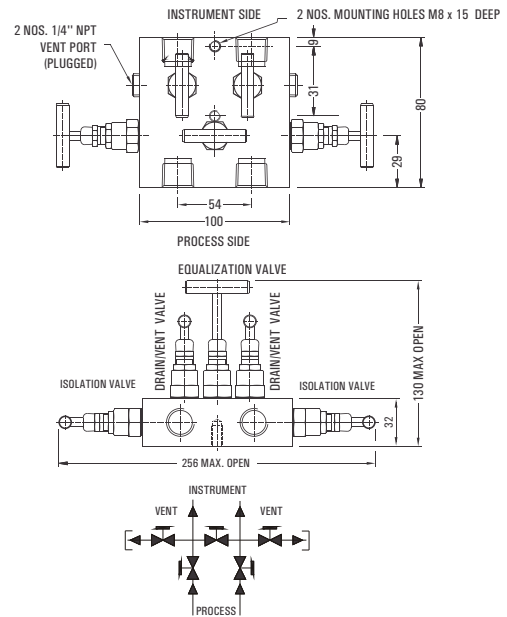 INSTRUMENT SIDE
2 NOS. MOUNTING HOLES M8 x 15 DEEP
2 NOS. 1/4" NPT
VENT PORT
(PLUGGED)
9
31
80
29
54
100
PROCESS SIDE
EQUALIZATION VALVE
DRAIN/VENT VALVE
DRAIN/VENT VALVE
ISOLATION VALVE
ISOLATION VALVE
130 MAX OPEN
32
256 MAX. OPEN
INSTRUMENT
VENT
VENT
PROCESS